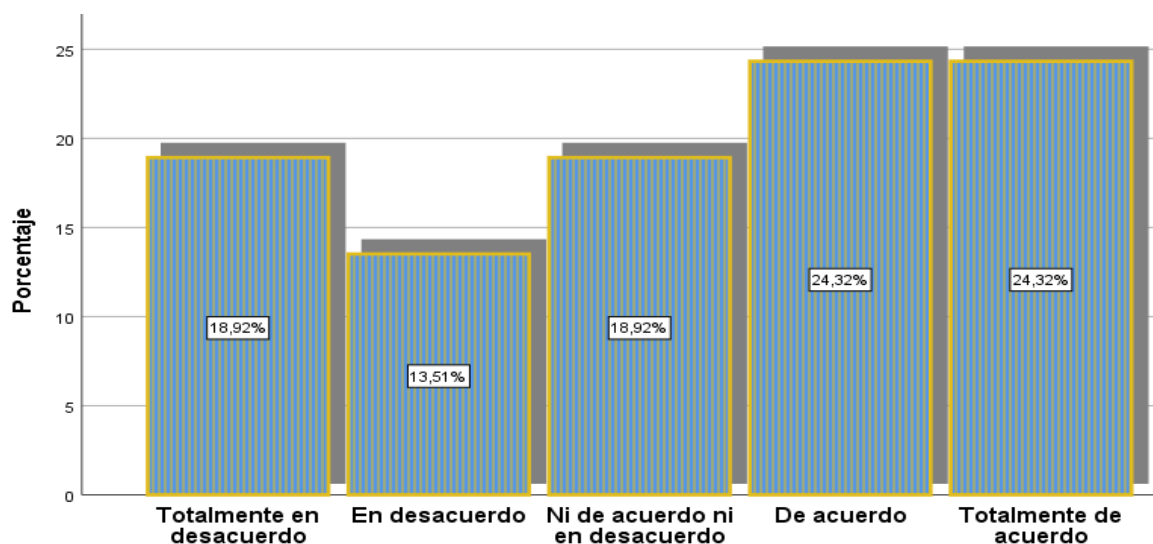 Porcentaje
25
20
15
10
5
0
18,92%
13,51%
18,92%
24,32%
24,32%
Totalmente en
desacuerdo
En desacuerdo
Ni de acuerdo ni
en desacuerdo
De acuerdo
Totalmente de
acuerdo